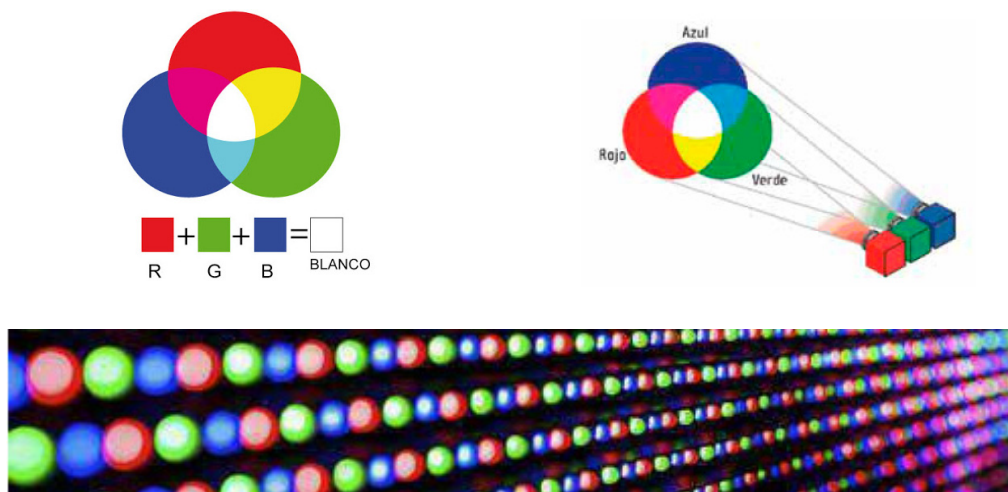 + + =
R G B BLANCO
Azul
Rojo
Verde